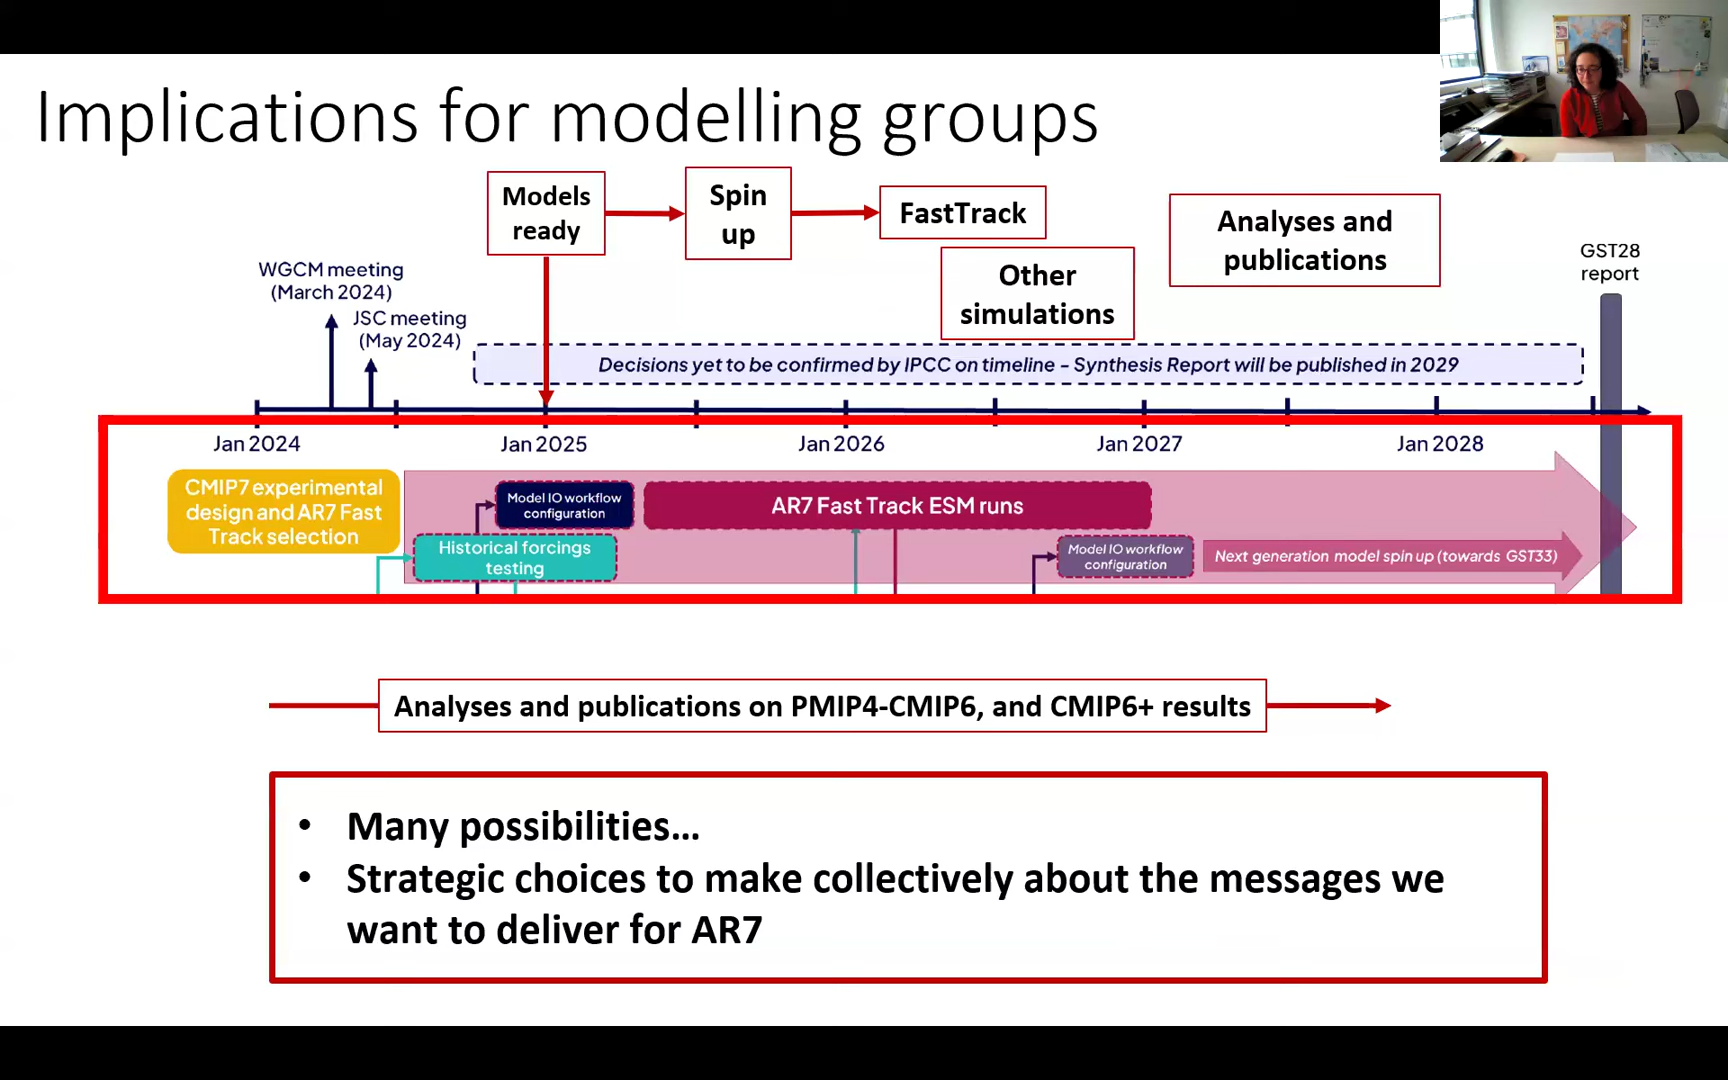 Implications for modelling groups
Models
ready
Spin
up
FastTrack
Other
simulations
Analyses and
publications
GST28
report
WGCM meeting
(March 2024)
JSC meeting
(May 2024)
Decisions yet to be confirmed by IPCC on timeline – Synthesis Report will be published in 2029
Jan 2024
Jan 2025
Jan 2026
Jan 2027
Jan 2028
CMIP7 experimental
design and AR7 Fast
Track selection
Model IO workflow
configuration
AR7 Fast Track ESM runs
Historical forcings
testing
Model IO workflow
configuration
Next generation model spin up (towards GST33)
Analyses and publications on PMIP4-CMIP6, and CMIP6+ results
• Many possibilities...
• Strategic choices to make collectively about the messages we
want to deliver for AR7